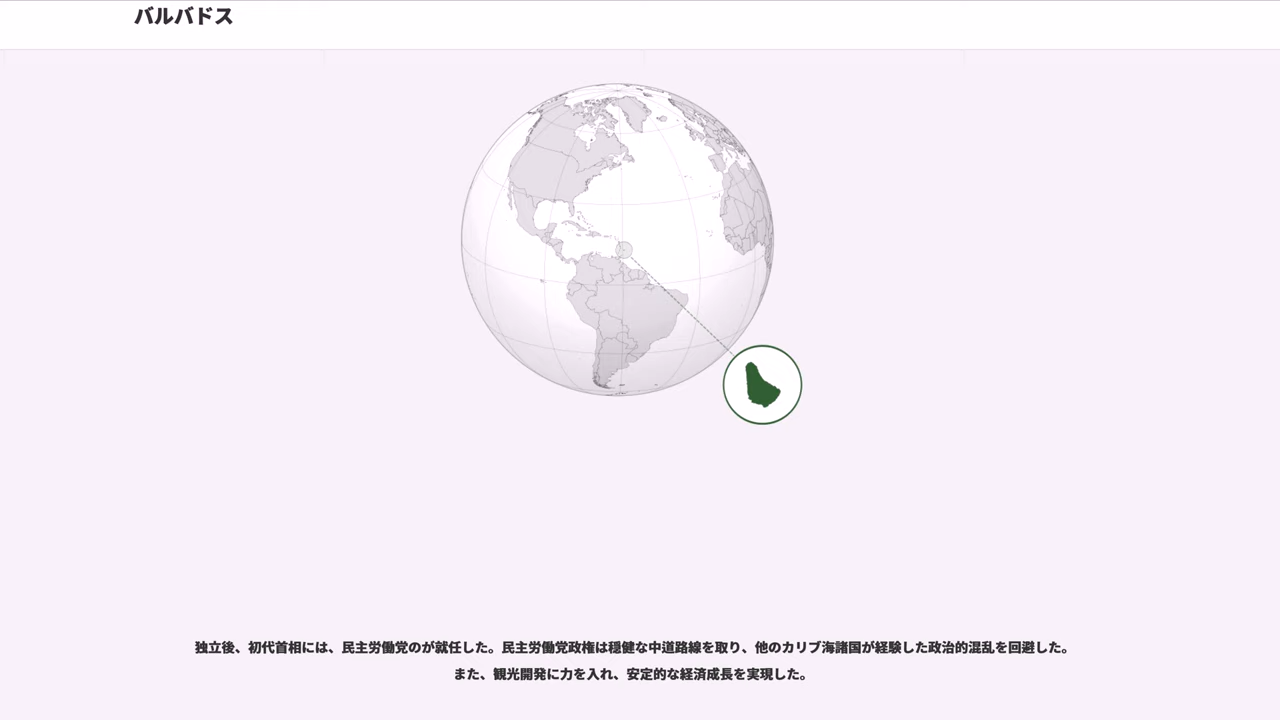 バルバドス
独立後、初代首相には、民主労働党のが就任した。民主労働党政権は穏健な中道路線を取り、他のカリブ海諸国が経験した政治的混乱を回避した。
また、観光開発に力を入れ、安定的な経済成長を実現した。